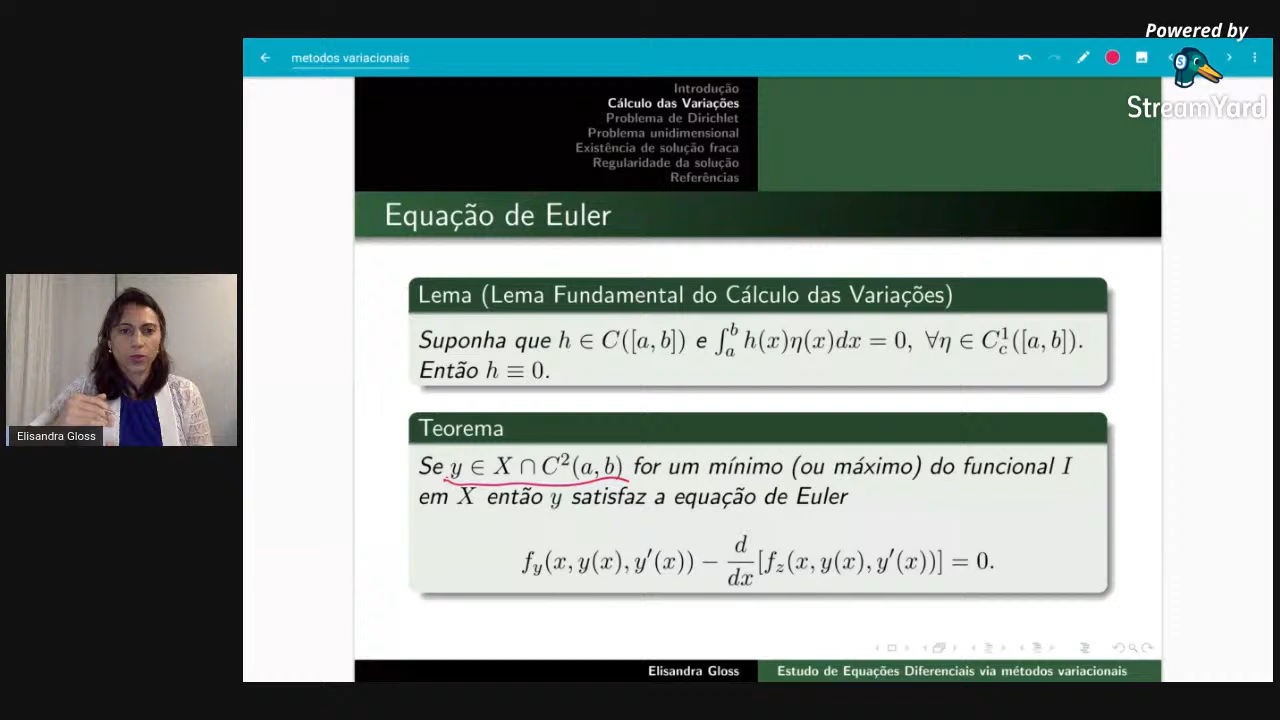 Powered by
StreamYard
metodos variacionais
Introdução
Cálculo das Variações
Problema de Dirichlet
Problema unidimensional
Existência de solução fraca
Regularidade da solução
Referências
Equação de Euler
Lema (Lema Fundamental do Cálculo das Variações)
Suponha que h ∈ C([a, b]) e ∫_a^b h(x)η(x)dx = 0, ∀η ∈ C_c^1([a, b]).
Então h ≡ 0.
Teorema
Se y ∈ X ∩ C²(a, b) for um mínimo (ou máximo) do funcional I
em X então y satisfaz a equação de Euler
f_y(x, y(x), y′(x)) − d/dx [f_z(x, y(x), y′(x))] = 0.
Elisandra Gloss
Elisandra Gloss
Estudo de Equações Diferenciais via métodos variacionais